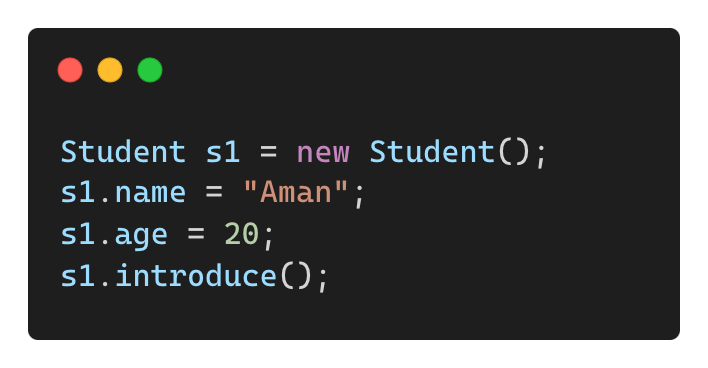 Student s1 = new Student();
s1.name = "Aman";
s1.age = 20;
s1.introduce();